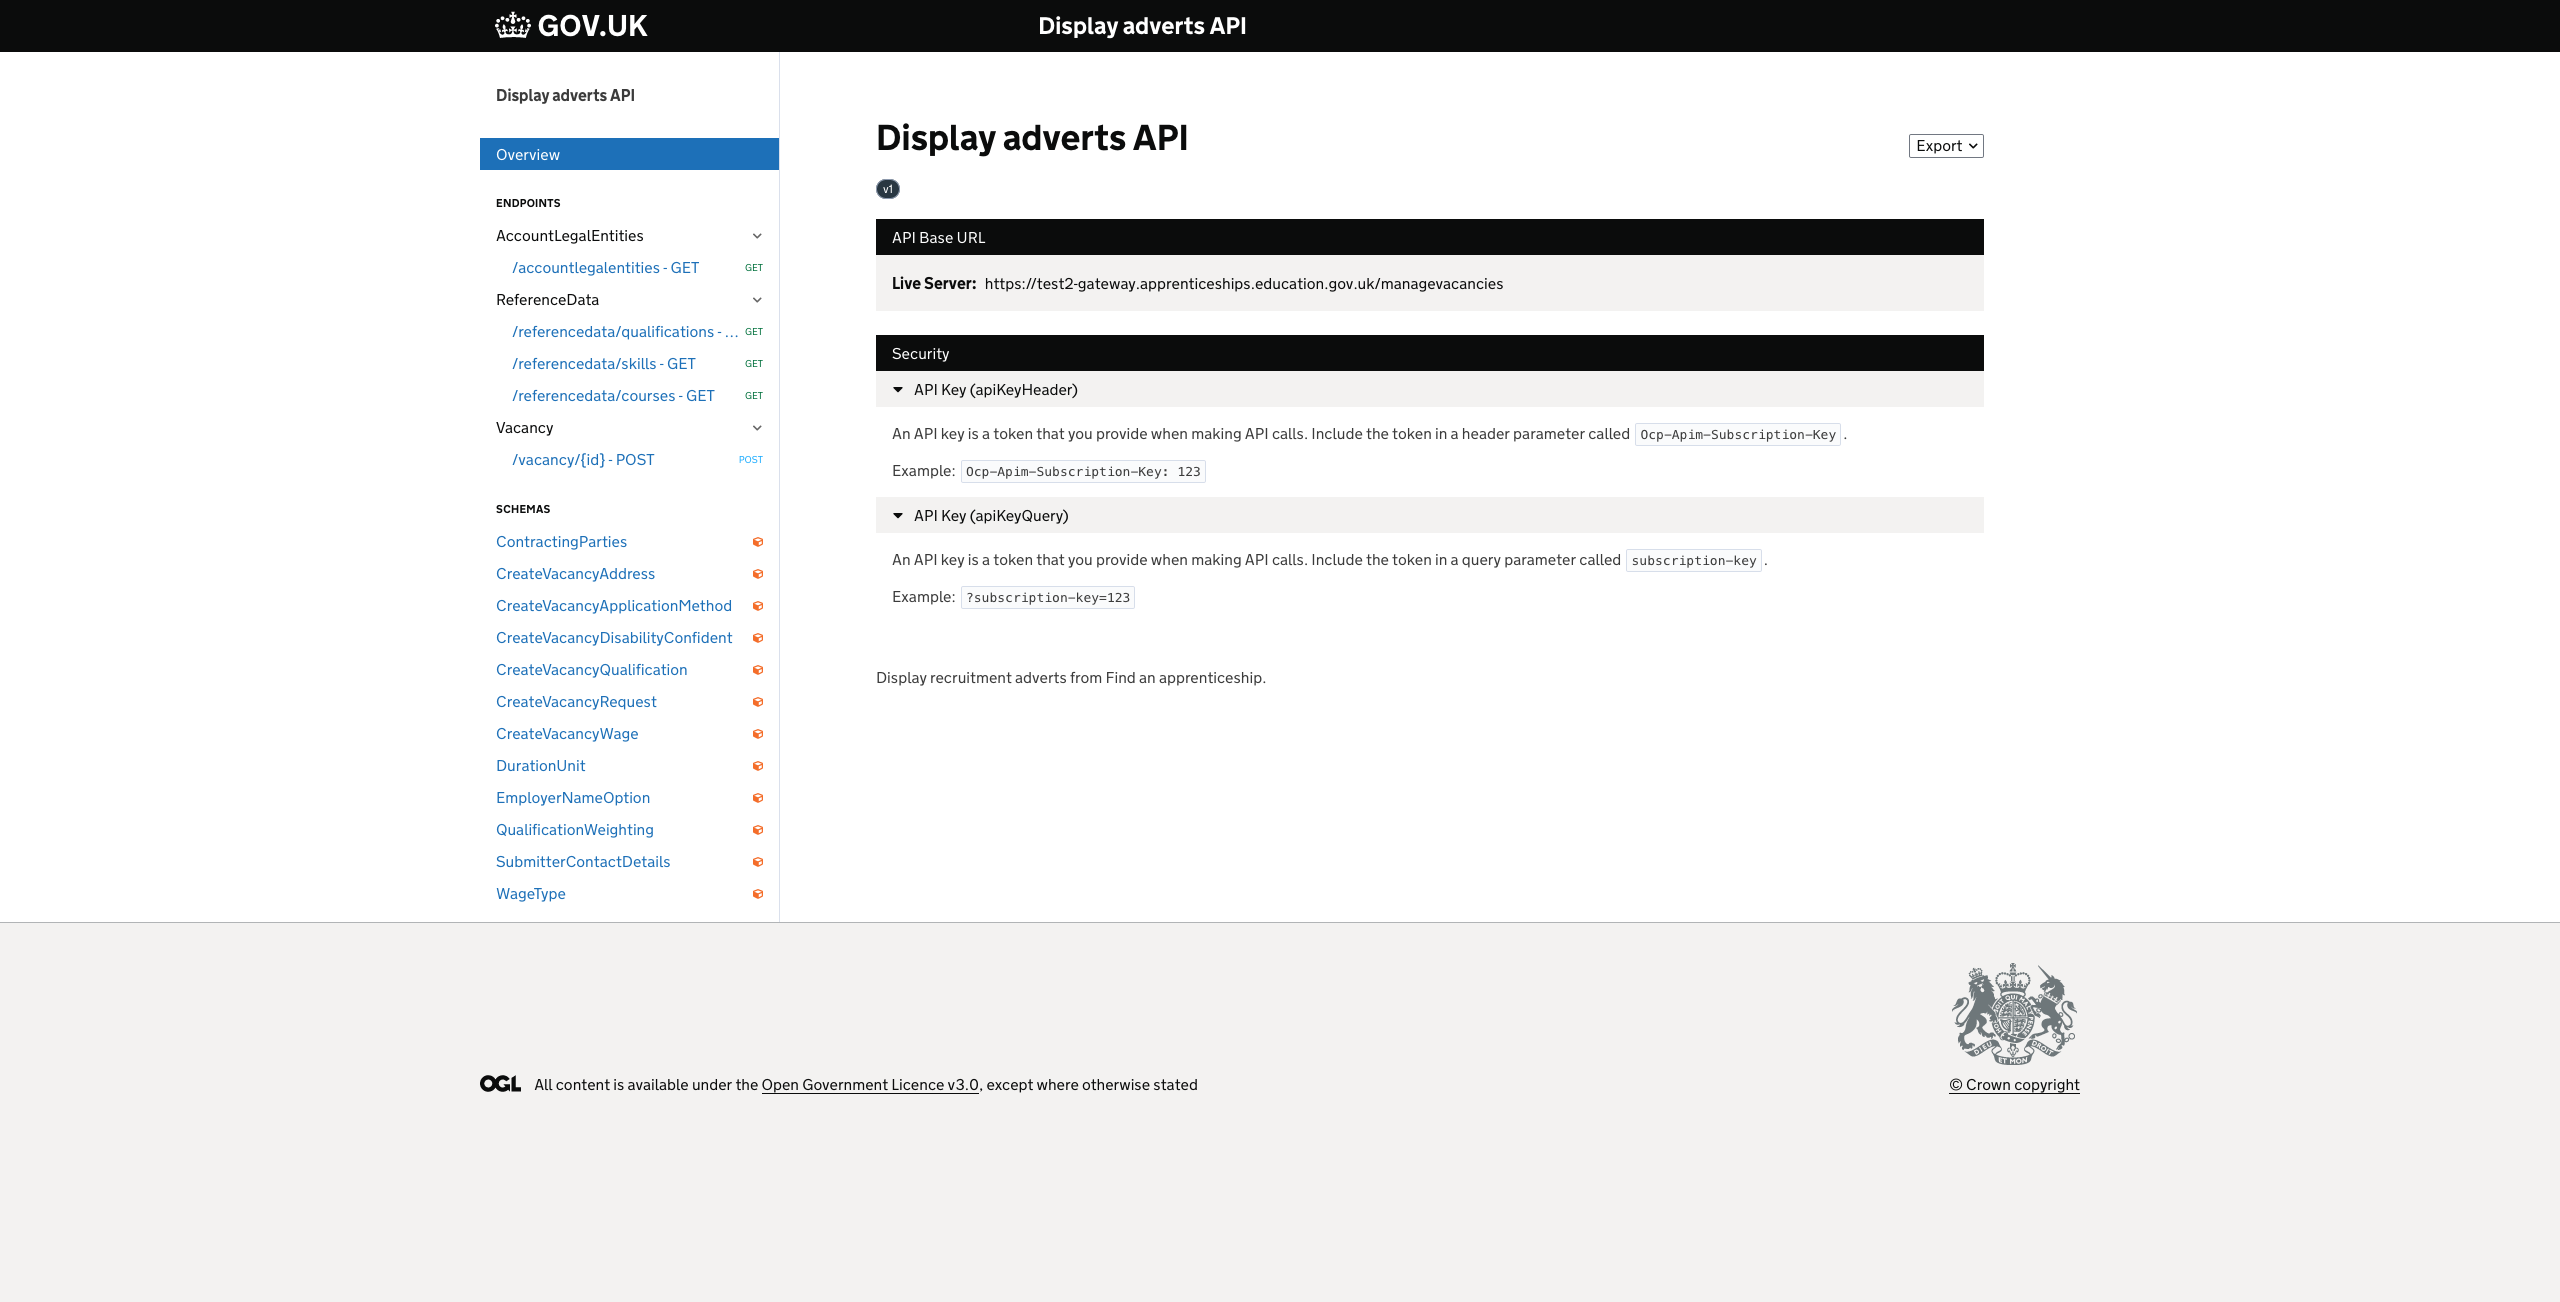 GOV.UK
Display adverts API
Display adverts API
Overview
ENDPOINTS
AccountLegalEntities
/accountlegalentities - GET GET
ReferenceData
/referencedata/qualifications - ... GET
/referencedata/skills - GET GET
/referencedata/courses - GET GET
Vacancy
/vacancy/{id} - POST POST
SCHEMAS
ContractingParties
CreateVacancyAddress
CreateVacancyApplicationMethod
CreateVacancyDisabilityConfident
CreateVacancyQualification
CreateVacancyRequest
CreateVacancyWage
DurationUnit
EmployerNameOption
QualificationWeighting
SubmitterContactDetails
WageType
Display adverts API
Export
v1
API Base URL
Live Server: https://test2-gateway.apprenticeships.education.gov.uk/managevacancies
Security
API Key (apiKeyHeader)
An API key is a token that you provide when making API calls. Include the token in a header parameter called Ocp-Apim-Subscription-Key.
Example: Ocp-Apim-Subscription-Key: 123
API Key (apiKeyQuery)
An API key is a token that you provide when making API calls. Include the token in a query parameter called subscription-key.
Example: ?subscription-key=123
Display recruitment adverts from Find an apprenticeship.
OGL All content is available under the Open Government Licence v3.0, except where otherwise stated
DIEU ET MON DROIT
© Crown copyright